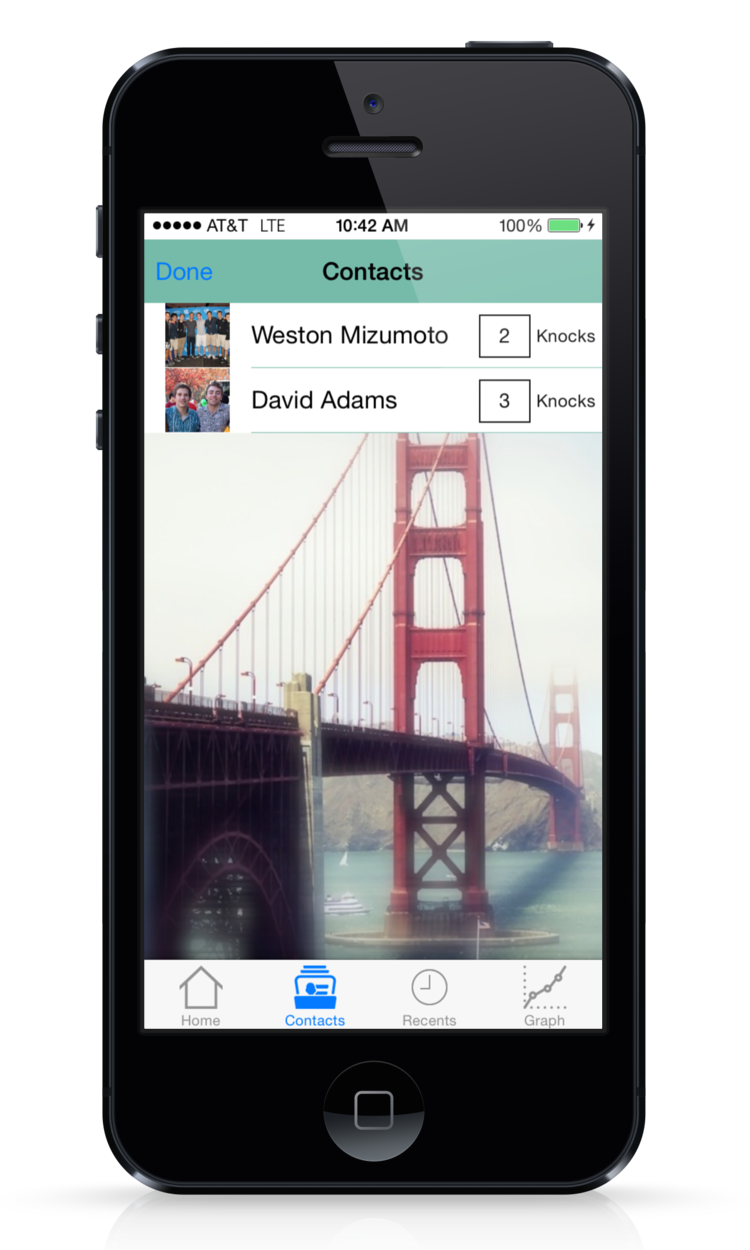 ●●●●● AT&T LTE 10:42 AM 100%
Done Contacts
Weston Mizumoto 2 Knocks
David Adams 3 Knocks
Home Contacts Recents Graph